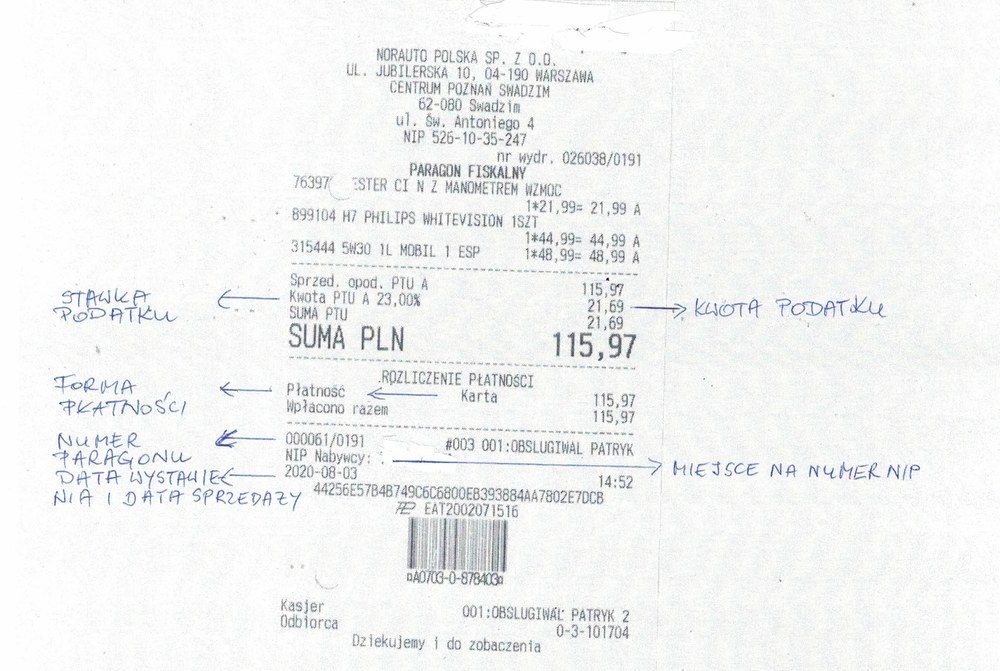 NORAUTO POLSKA SP. Z O.O.
UL. JUBILERSKA 10, 04-190 WARSZAWA
CENTRUM POZNAŃ SWADZIM
62-080 Swadzim
ul. Św. Antoniego 4
NIP 526-10-35-247
nr wydr. 026038/0191
PARAGON FISKALNY
76397 ESTER CI N Z MANOMETREM WZMOC
1*21,99= 21,99 A
899104 H7 PHILIPS WHITEVISION 1SZT
1*44,99= 44,99 A
315444 5W30 1L MOBIL 1 ESP 1*48,99= 48,99 A
Sprzed. opod. PTU A 115,97
STAWKA PODATKU
Kwota PTU A 23,00% 21,69
KWOTA PODATKU
SUMA PTU 21,69
SUMA PLN 115,97
ROZLICZENIE PŁATNOŚCI
FORMA PŁATNOŚCI
Płatność Karta 115,97
Wpłacono razem 115,97
NUMER PARAGONU
000061/0191 #003 001:OBSLUGIWAL PATRYK
NIP Nabywcy:
MIEJSCE NA NUMER NIP
DATA WYSTAWIE
NIA I DATA SPRZEDAŻY
2020-08-03 14:52
44256E57B4B749C6C6800EB393884AA7802E7DCB
EAT2002071516
¤A0703-0-878403¤
Kasjer 001:OBSLUGIWAL PATRYK 2
Odbiorca 0-3-101704
Dziekujemy i do zobaczenia